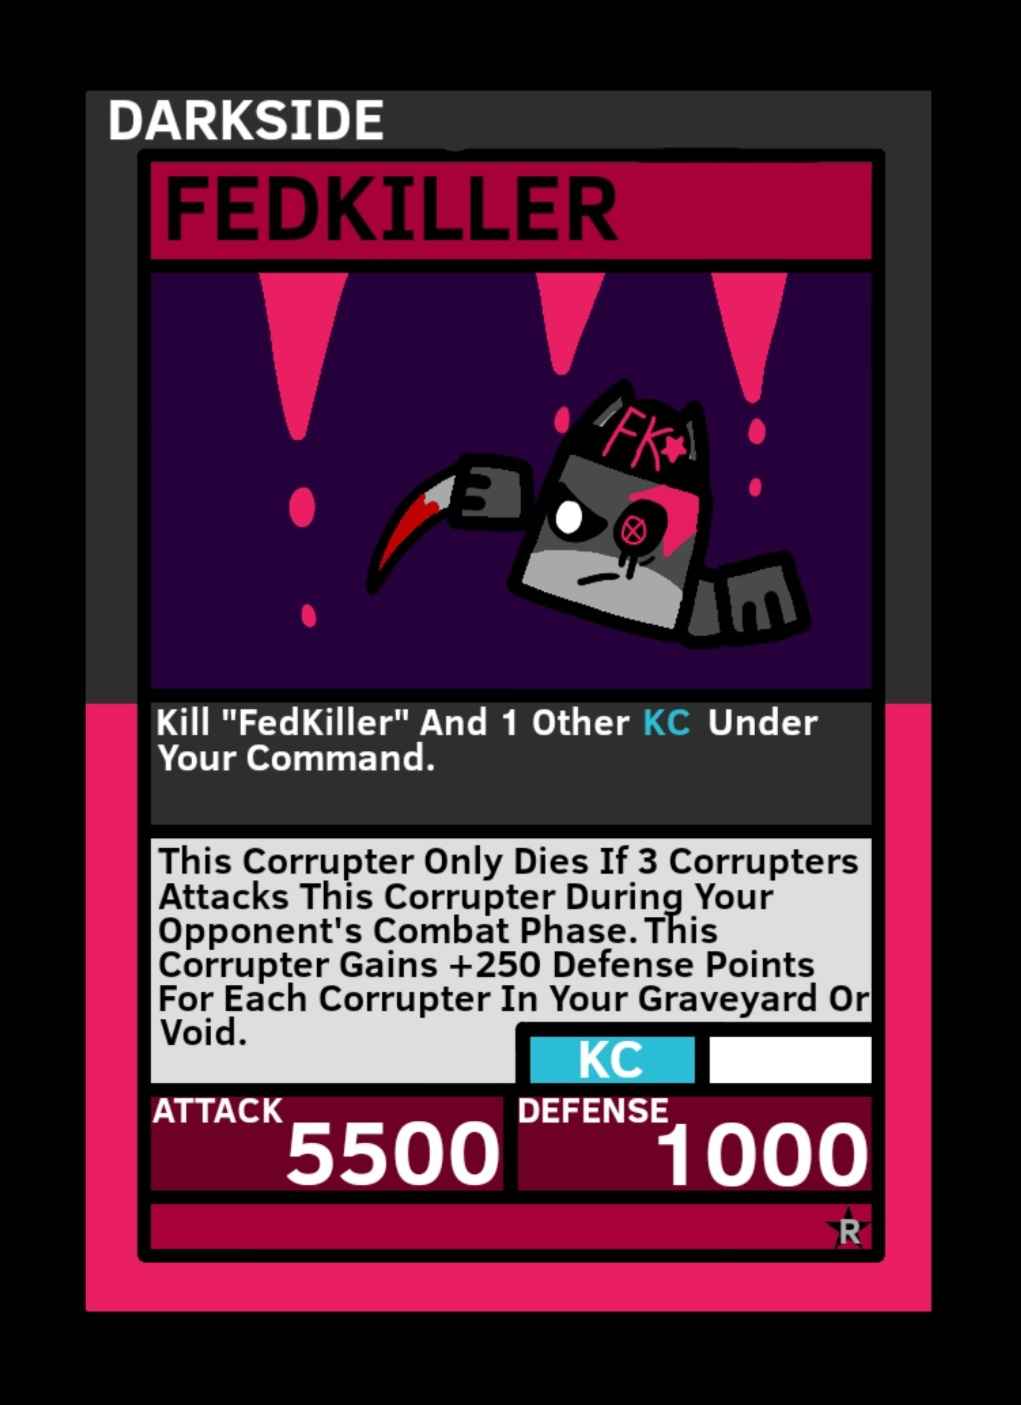 DARKSIDE
FEDKILLER
FK
Kill "FedKiller" And 1 Other KC Under
Your Command.
This Corrupter Only Dies If 3 Corrupters
Attacks This Corrupter During Your
Opponent's Combat Phase. This
Corrupter Gains +250 Defense Points
For Each Corrupter In Your Graveyard Or
Void.
KC
ATTACK
5500
DEFENSE
1000
R